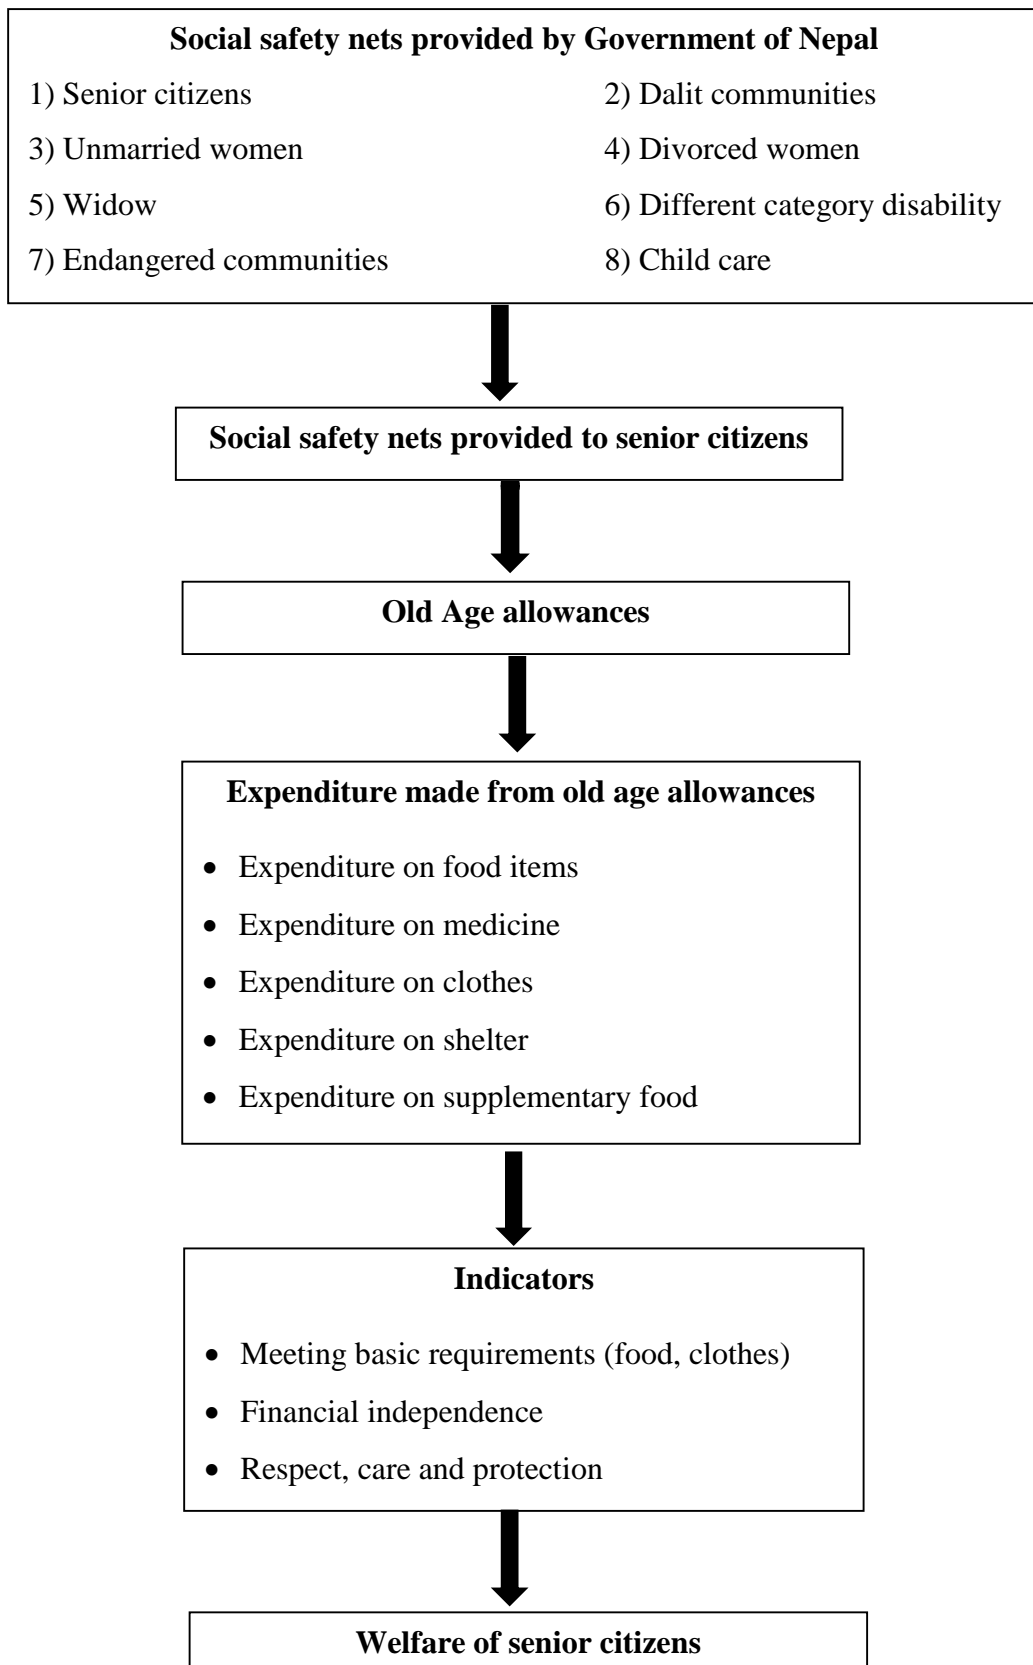 Social safety nets provided by Government of Nepal
1) Senior citizens 2) Dalit communities
3) Unmarried women 4) Divorced women
5) Widow 6) Different category disability
7) Endangered communities 8) Child care
Social safety nets provided to senior citizens
Old Age allowances
Expenditure made from old age allowances
• Expenditure on food items
• Expenditure on medicine
• Expenditure on clothes
• Expenditure on shelter
• Expenditure on supplementary food
Indicators
• Meeting basic requirements (food, clothes)
• Financial independence
• Respect, care and protection
Welfare of senior citizens